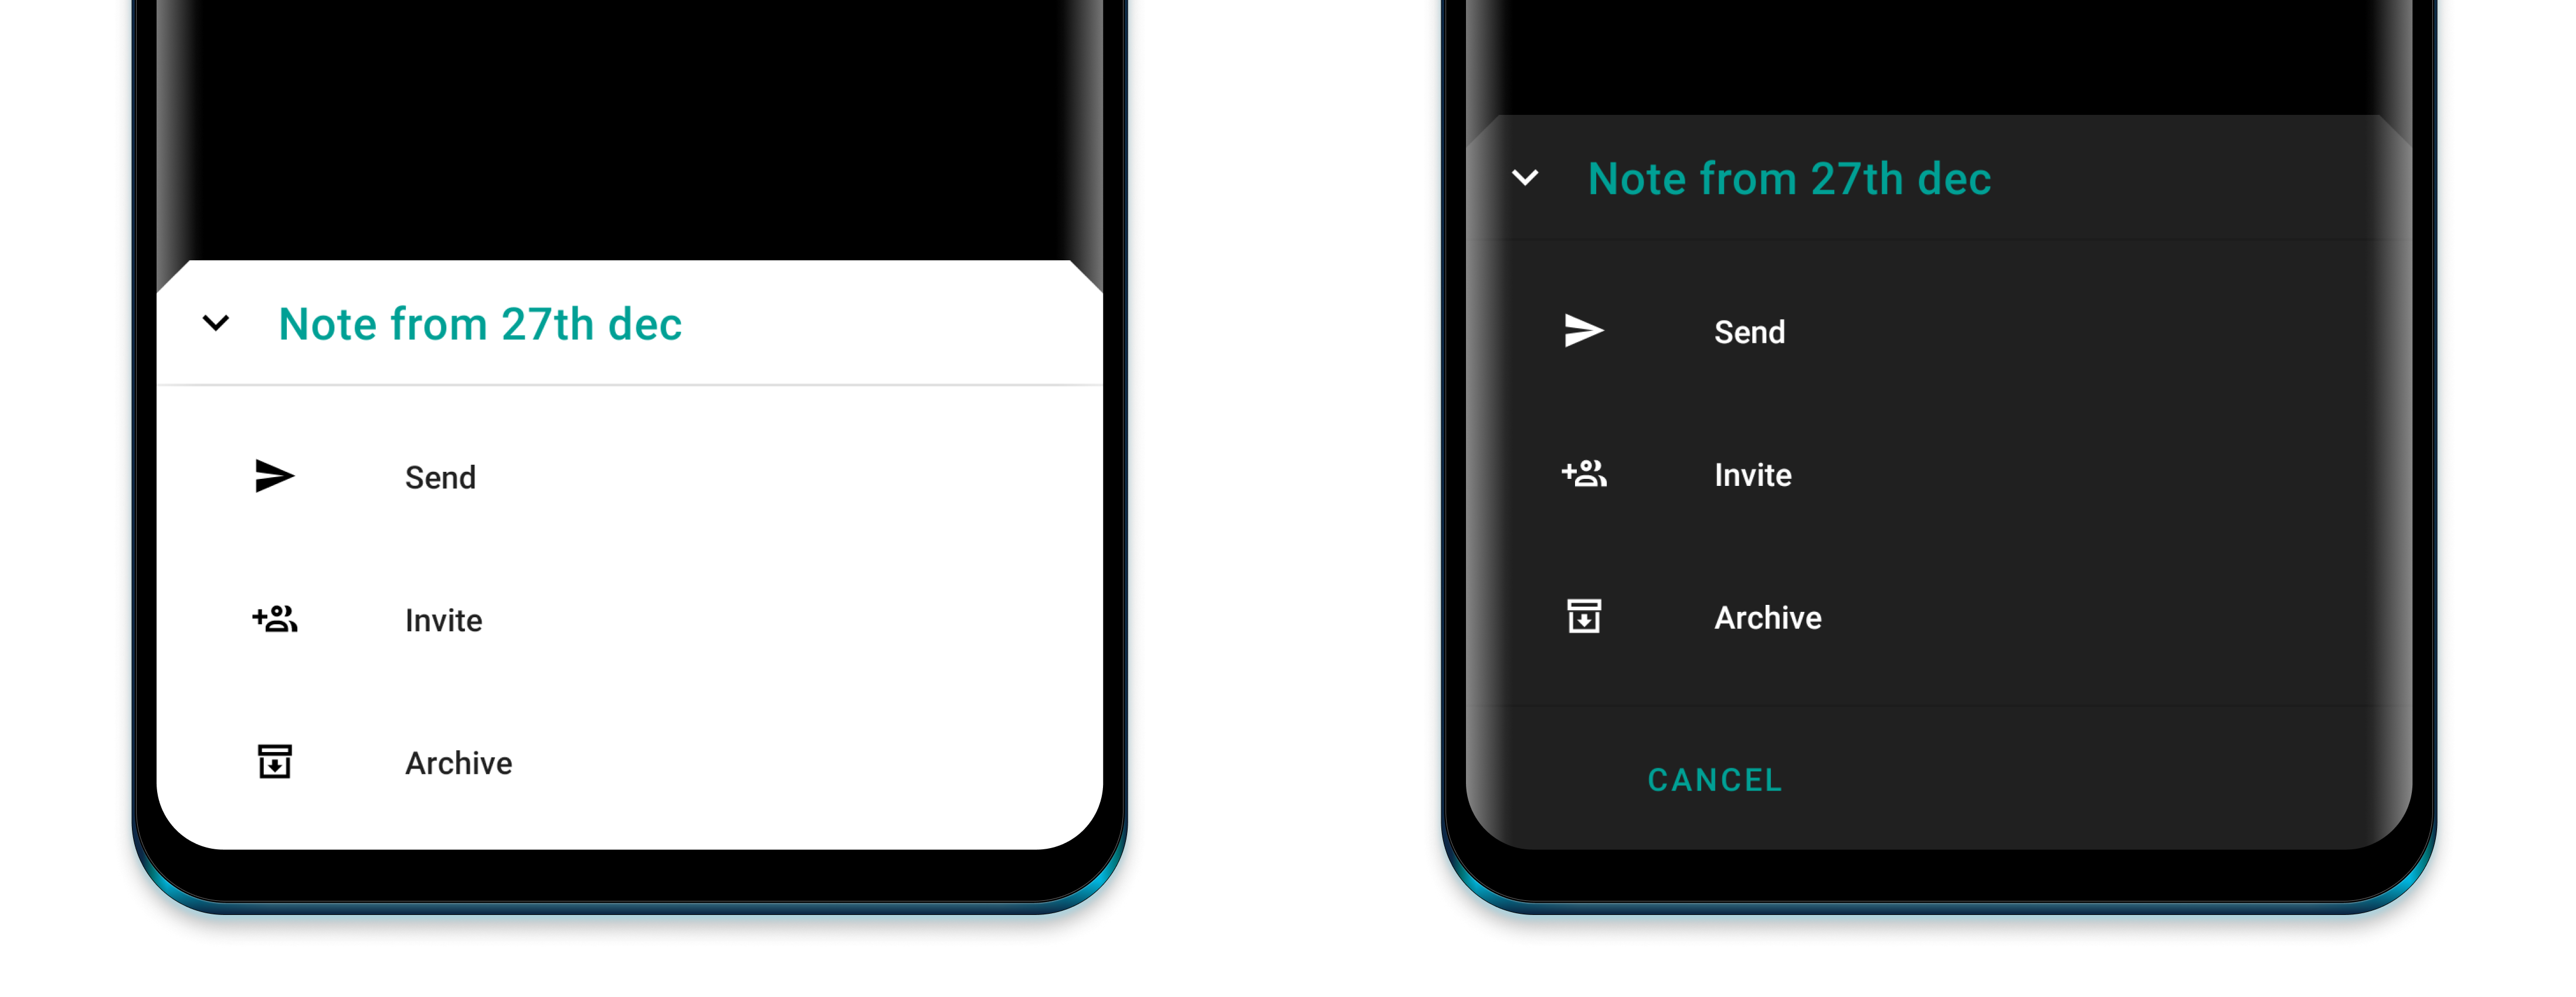 Note from 27th dec
Send
Invite
Archive
Note from 27th dec
Send
Invite
Archive
CANCEL